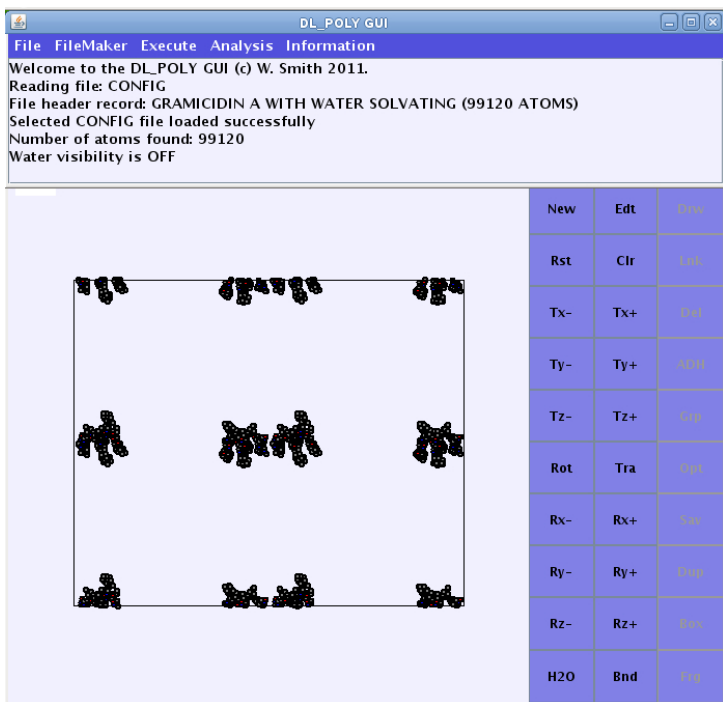 DL_POLY GUI
File FileMaker Execute Analysis Information
Welcome to the DL_POLY GUI (c) W. Smith 2011.
Reading file: CONFIG
File header record: GRAMICIDIN A WITH WATER SOLVATING (99120 ATOMS)
Selected CONFIG file loaded successfully
Number of atoms found: 99120
Water visibility is OFF
New Edt Drw
Rst Clr Lnk
Tx- Tx+ Del
Ty- Ty+ ADH
Tz- Tz+ Grp
Rot Tra Opt
Rx- Rx+ Sav
Ry- Ry+ Dup
Rz- Rz+ Box
H2O Bnd Frg